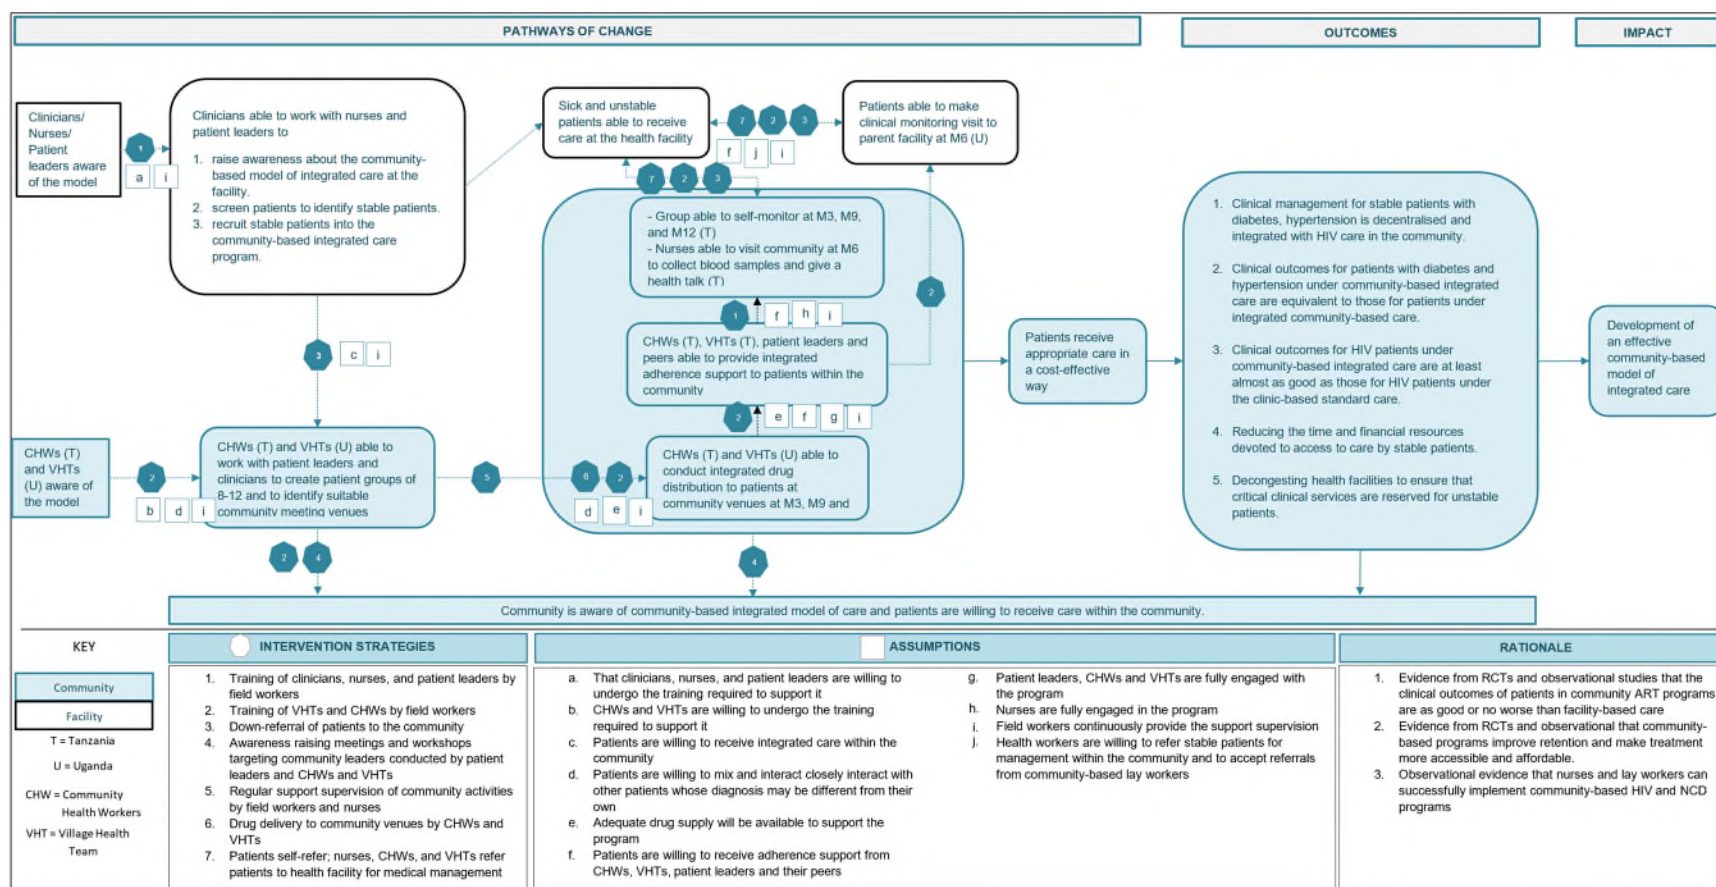 PATHWAYS OF CHANGE
OUTCOMES
IMPACT
Clinicians/
Nurses/
Patient
leaders aware
of the model
1
a i
Clinicians able to work with nurses and
patient leaders to
1. raise awareness about the community-
based model of integrated care at the
facility.
2. screen patients to identify stable patients.
3. recruit stable patients into the
community-based integrated care
program.
Sick and unstable
patients able to receive
care at the health facility
7 2 3
f j i
Patients able to make
clinical monitoring visit to
parent facility at M6 (U)
7 2 3
- Group able to self-monitor at M3, M9,
and M12 (T)
- Nurses able to visit community at M6
to collect blood samples and give a
health talk (T)
2
1 f h i
CHWs (T), VHTs (T), patient leaders and
peers able to provide integrated
adherence support to patients within the
community
2 e f g i
3 c i
CHWs (T)
and VHTs
(U) aware of
the model
2
b d i
CHWs (T) and VHTs (U) able to
work with patient leaders and
clinicians to create patient groups of
8-12 and to identify suitable
community meeting venues
5
6 2
d e i
CHWs (T) and VHTs (U) able to
conduct integrated drug
distribution to patients at
community venues at M3, M9 and
Patients receive
appropriate care in
a cost-effective
way
1. Clinical management for stable patients with
diabetes, hypertension is decentralised and
integrated with HIV care in the community.
2. Clinical outcomes for patients with diabetes and
hypertension under community-based integrated
care are equivalent to those for patients under
integrated community-based care.
3. Clinical outcomes for HIV patients under
community-based integrated care are at least
almost as good as those for HIV patients under
the clinic-based standard care.
4. Reducing the time and financial resources
devoted to access to care by stable patients.
5. Decongesting health facilities to ensure that
critical clinical services are reserved for unstable
patients.
Development of
an effective
community-based
model of
integrated care
2 4
4
Community is aware of community-based integrated model of care and patients are willing to receive care within the community.
KEY
Community
Facility
T = Tanzania
U = Uganda
CHW = Community
Health Workers
VHT = Village Health
Team
INTERVENTION STRATEGIES
1. Training of clinicians, nurses, and patient leaders by
field workers
2. Training of VHTs and CHWs by field workers
3. Down-referral of patients to the community
4. Awareness raising meetings and workshops
targeting community leaders conducted by patient
leaders and CHWs and VHTs
5. Regular support supervision of community activities
by field workers and nurses
6. Drug delivery to community venues by CHWs and
VHTs
7. Patients self-refer; nurses, CHWs, and VHTs refer
patients to health facility for medical management
ASSUMPTIONS
a. That clinicians, nurses, and patient leaders are willing to
undergo the training required to support it
b. CHWs and VHTs are willing to undergo the training
required to support it
c. Patients are willing to receive integrated care within the
community
d. Patients are willing to mix and interact closely interact with
other patients whose diagnosis may be different from their
own
e. Adequate drug supply will be available to support the
program
f. Patients are willing to receive adherence support from
CHWs, VHTs, patient leaders and their peers
g. Patient leaders, CHWs and VHTs are fully engaged with
the program
h. Nurses are fully engaged in the program
i. Field workers continuously provide the support supervision
j. Health workers are willing to refer stable patients for
management within the community and to accept referrals
from community-based lay workers
RATIONALE
1. Evidence from RCTs and observational studies that the
clinical outcomes of patients in community ART programs
are as good or no worse than facility-based care
2. Evidence from RCTs and observational that community-
based programs improve retention and make treatment
more accessible and affordable.
3. Observational evidence that nurses and lay workers can
successfully implement community-based HIV and NCD
programs